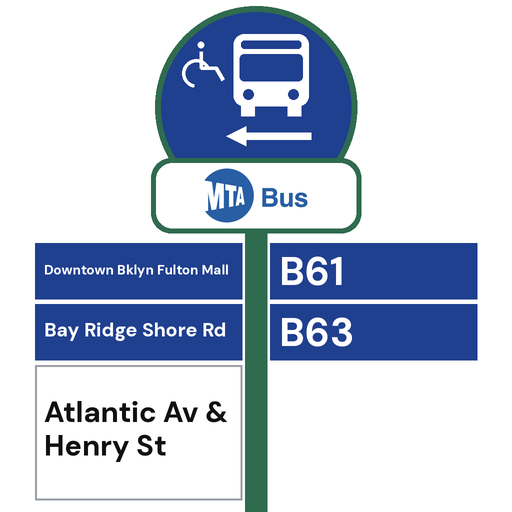 MTA Bus
Downtown Bklyn Fulton Mall B61
Bay Ridge Shore Rd B63
Atlantic Av &
Henry St